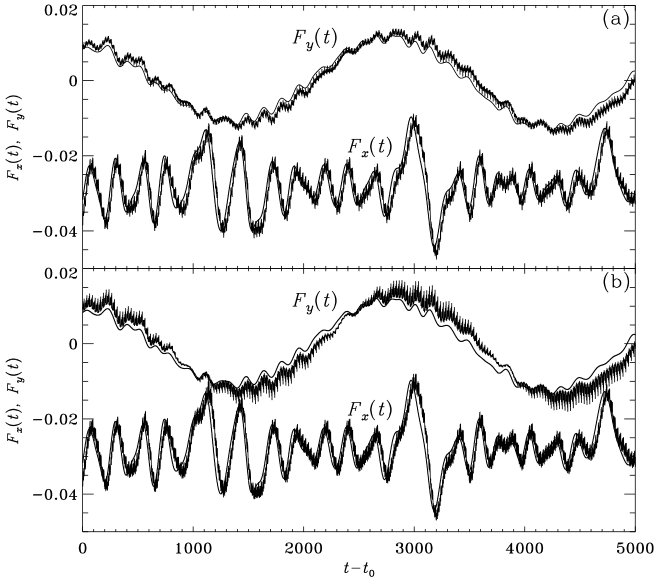 0.02
(a)
F_y(t)
0
F_x(t), F_y(t)
−0.02
F_x(t)
−0.04
0.02
(b)
F_y(t)
0
F_x(t), F_y(t)
−0.02
F_x(t)
−0.04
0 1000 2000 3000 4000 5000
t−t_0